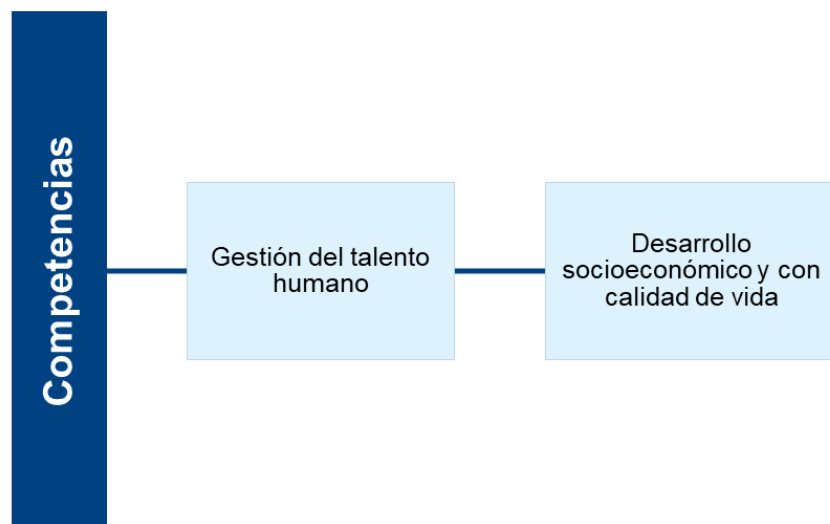 Competencias
Gestión del talento
humano
Desarrollo
socioeconómico y con
calidad de vida